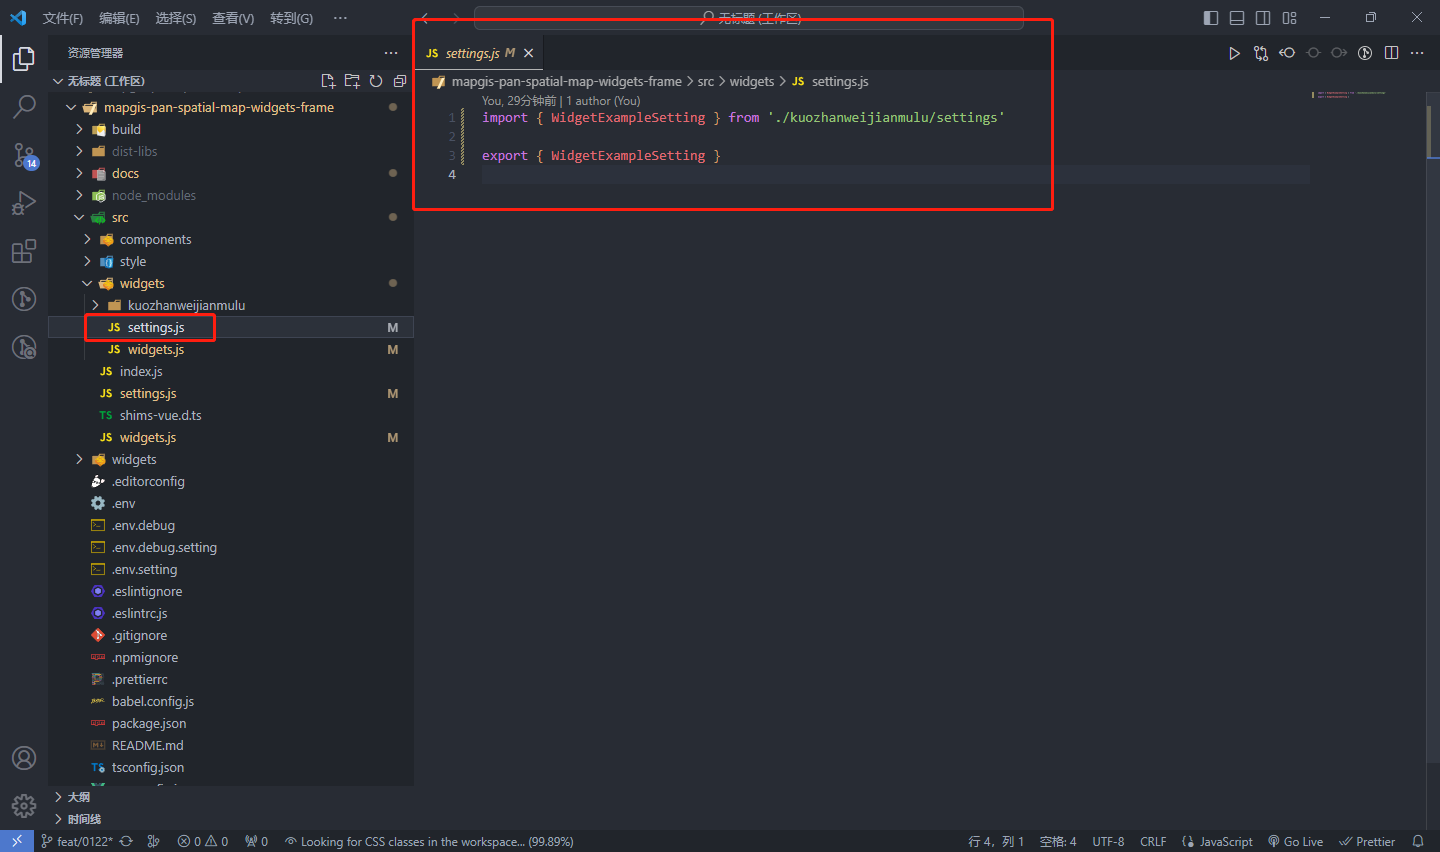 文件(F) 编辑(E) 选择(S) 查看(V) 转到(G) ···
无标题 (工作区)
资源管理器
JS settings.js M
无标题 (工作区)
mapgis-pan-spatial-map-widgets-frame > src > widgets > JS settings.js
You, 29分钟前 | 1 author (You)
1 import { WidgetExampleSetting } from './kuozhanweijianmulu/settings'
2
3 export { WidgetExampleSetting }
4
mapgis-pan-spatial-map-widgets-frame
build
dist-libs
docs
node_modules
src
components
style
widgets
kuozhanweijianmulu
JS settings.js M
JS widgets.js M
JS index.js
JS settings.js M
TS shims-vue.d.ts
JS widgets.js M
widgets
.editorconfig
.env
.env.debug
.env.debug.setting
.env.setting
.eslintignore
.eslintrc.js
.gitignore
.npmignore
.prettierrc
babel.config.js
package.json
README.md
TS tsconfig.json
大纲
时间线
14
feat/0122* 0 0 0 Looking for CSS classes in the workspace... (99.89%)
行 4，列 1 空格: 4 UTF-8 CRLF JavaScript Go Live Prettier